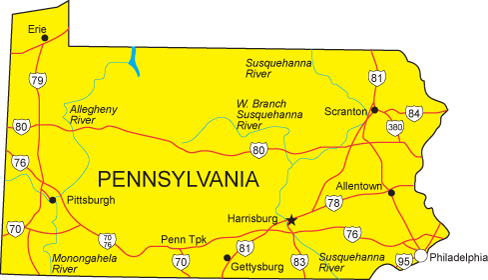 Erie
79
Susquehanna
River
81
Allegheny
River
W. Branch
Susquehanna
River
Scranton
84
380
80
80
76
PENNSYLVANIA
Allentown
Pittsburgh
78
Harrisburg
70
70
76
Penn Tpk
81
76
Philadelphia
Monongahela
River
70
Gettysburg
83
Susquehanna
River
95